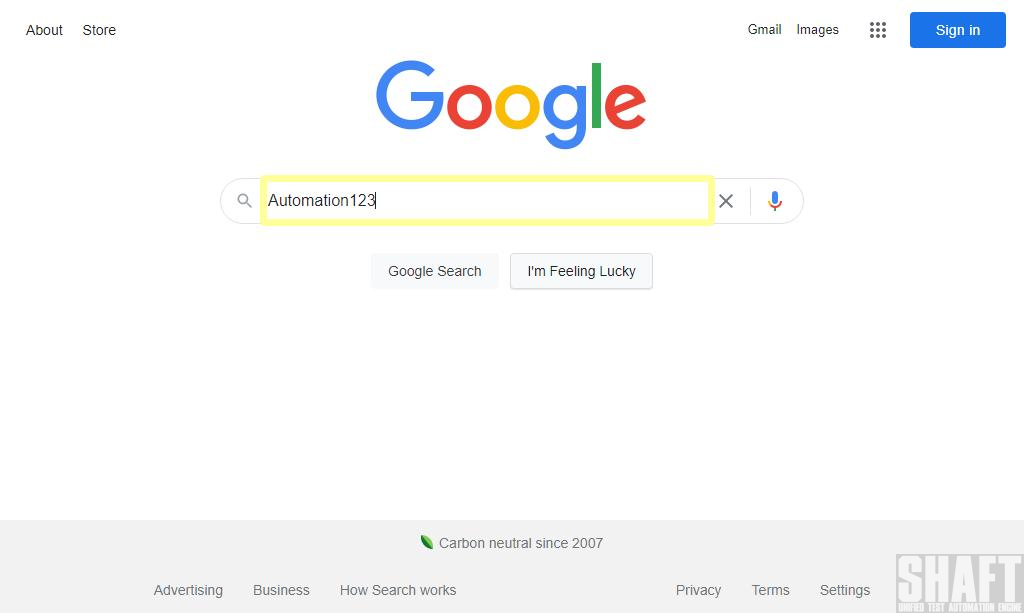 About Store Gmail Images Sign in
Google
Automation123
Google Search I'm Feeling Lucky
Carbon neutral since 2007
Advertising Business How Search works Privacy Terms Settings
SHAFT
UNIFIED TEST AUTOMATION ENGINE